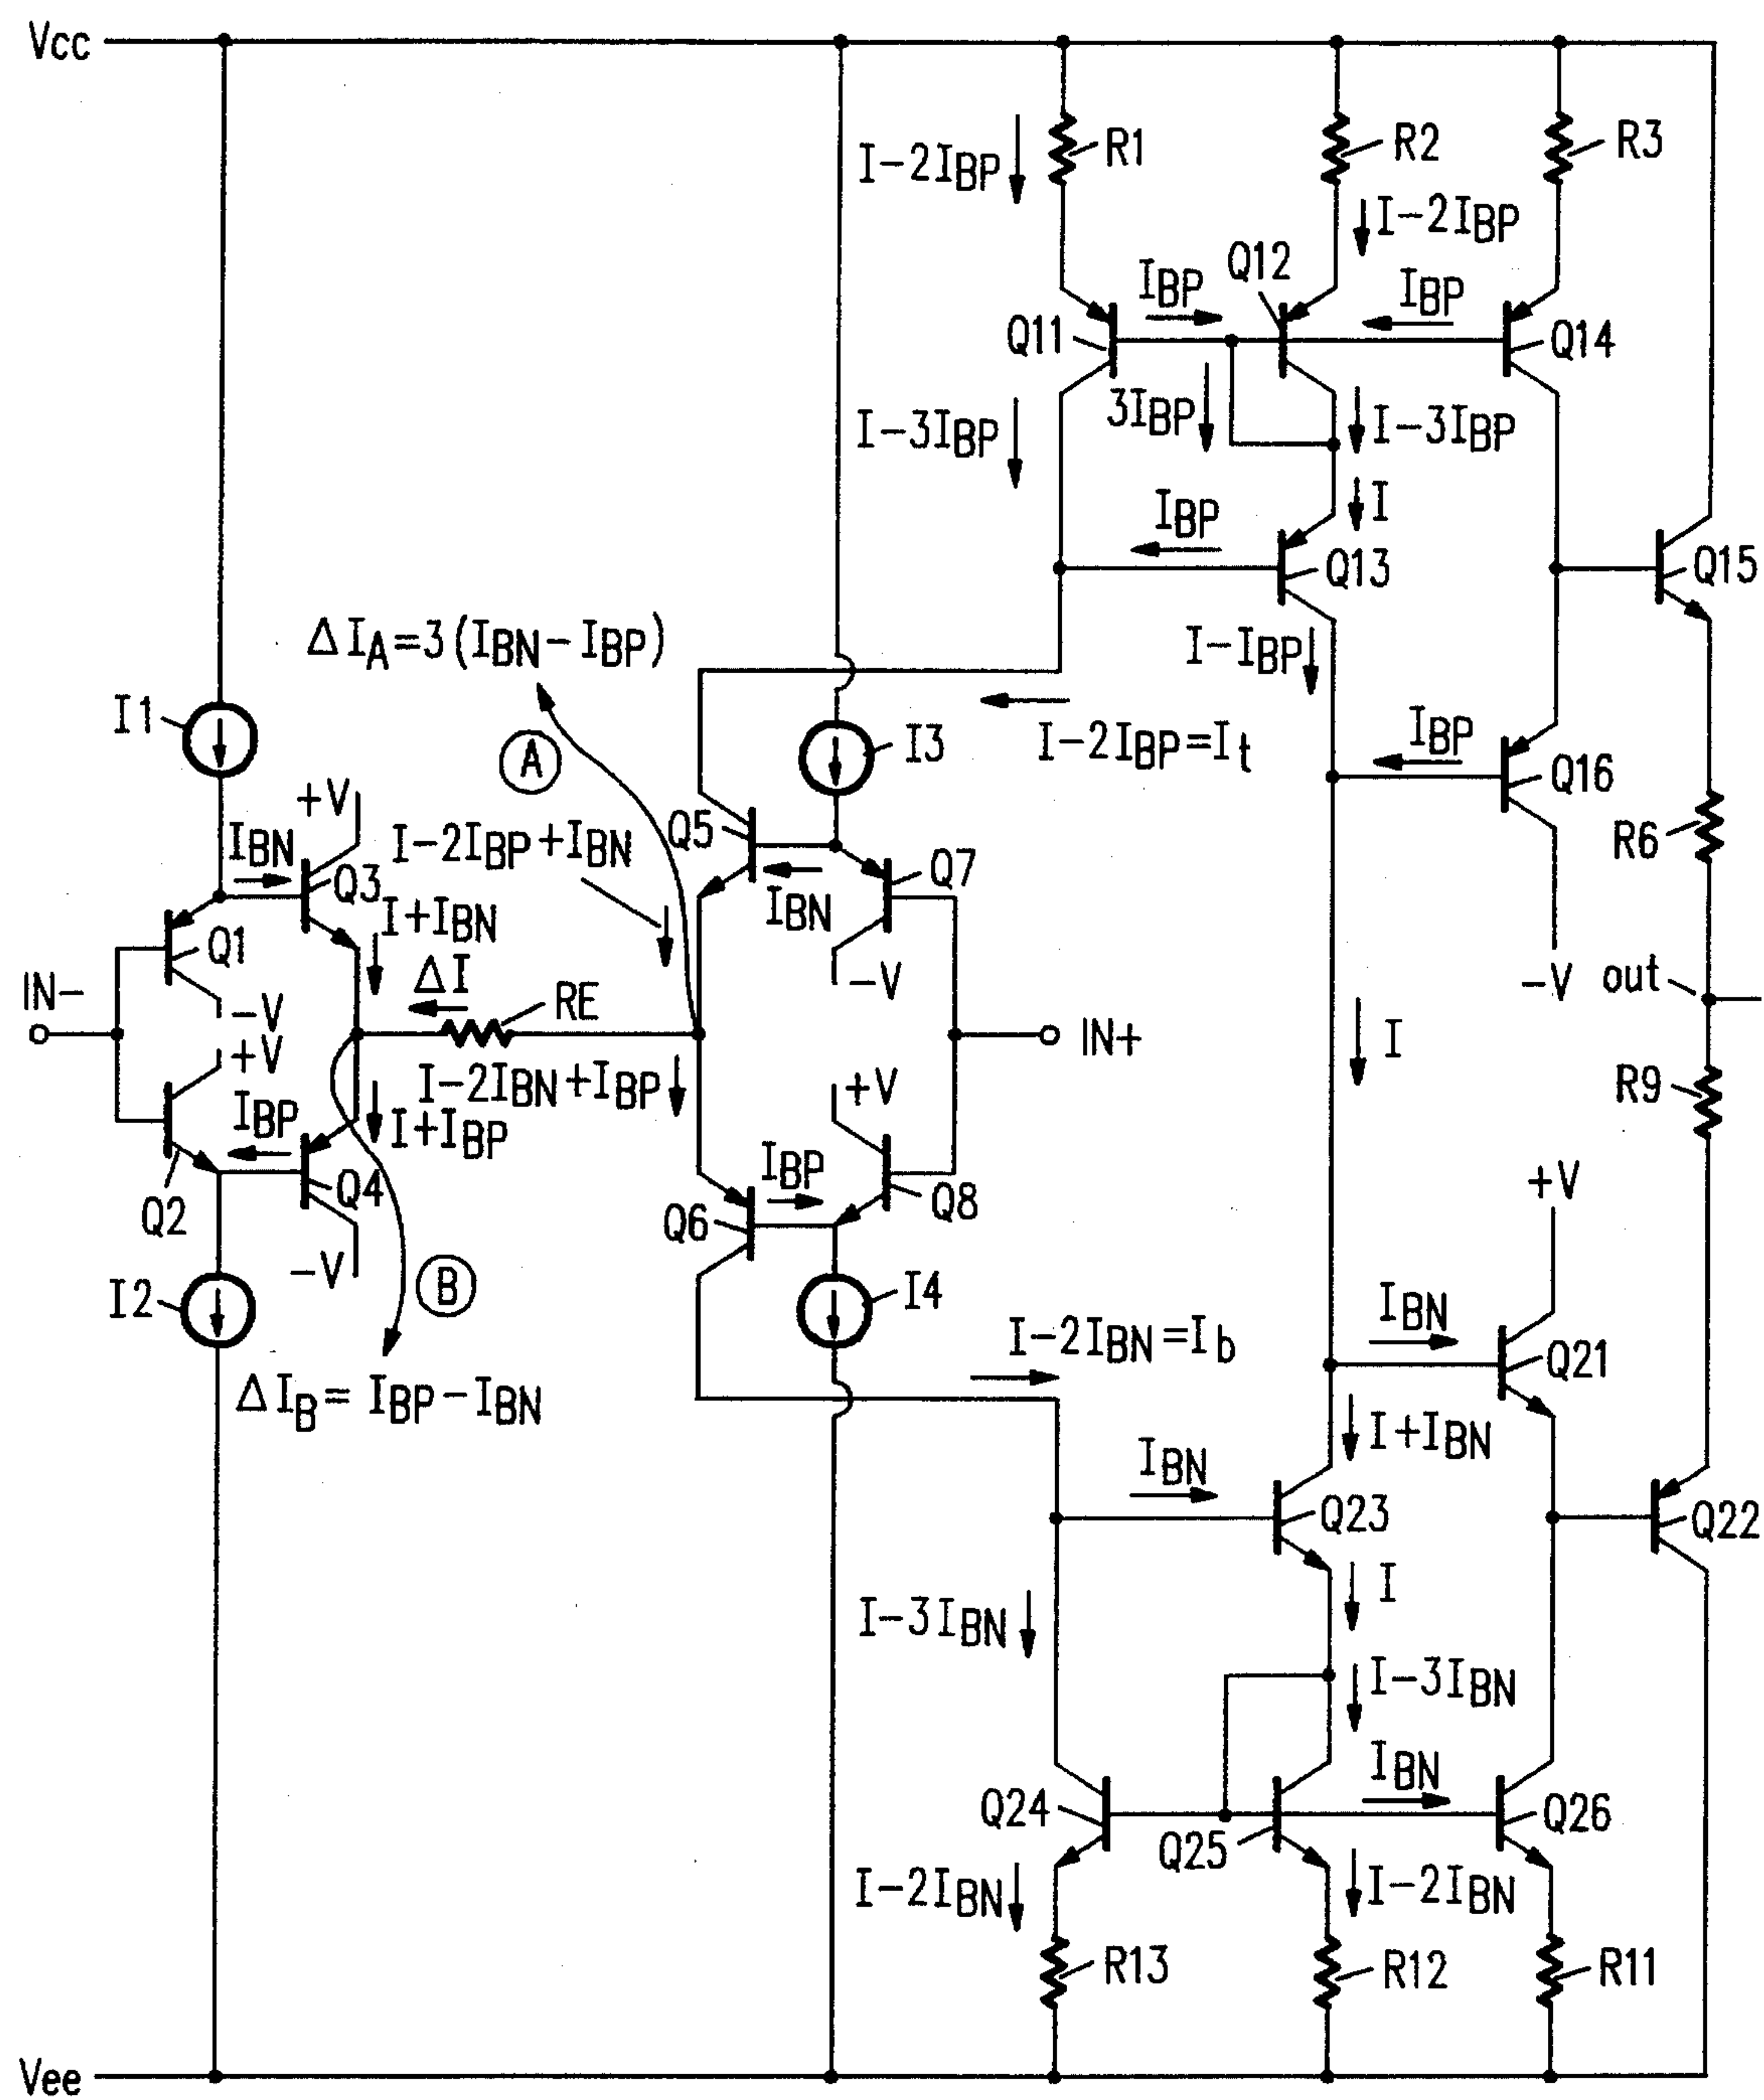 Vcc
R1
R2
R3
I-2IBP
I-2IBP
Q12
IBP
IBP
Q11
Q14
3IBP
I-3IBP
I-3IBP
I
IBP
Q13
Q15
ΔIA=3(IBN-IBP)
I-IBP
I1
A
I3
I-2IBP=It
IBP
Q16
+V
Q5
R6
IBN
I-2IBP+IBN
Q7
Q3
IBN
I+IBN
Q1
ΔI
-V
-V
out
IN-
RE
-V
+V
IN+
I
I-2IBN+IBP
+V
R9
IBP
I+IBP
IBP
+V
Q2
Q4
Q6
Q8
-V
B
I2
I4
IBN
I-2IBN=Ib
Q21
ΔIB= IBP-IBN
I+IBN
IBN
Q23
Q22
I
I-3IBN
I-3IBN
IBN
Q24
Q25
Q26
I-2IBN
I-2IBN
R13
R12
R11
Vee